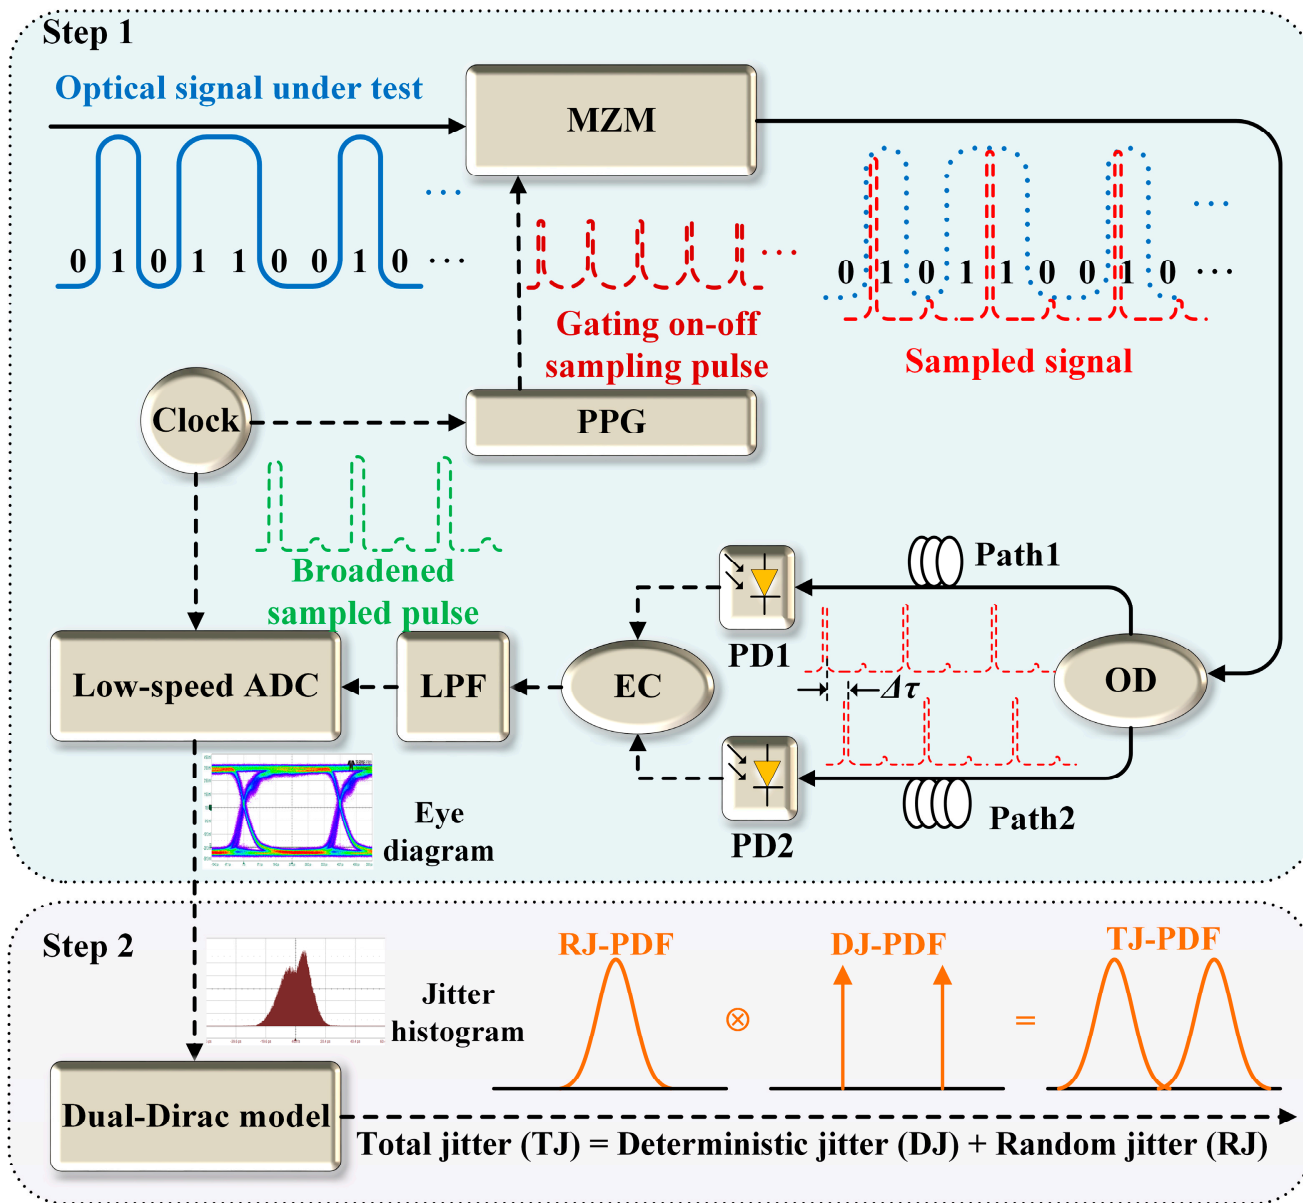 Step 1
Optical signal under test
MZM
0 1 0 1 1 0 0 1 0 ...
...
...
0 1 0 1 1 0 0 1 0 ...
...
Gating on-off
sampling pulse
Sampled signal
Clock
PPG
Broadened
sampled pulse
Path1
PD1
Low-speed ADC
LPF
EC
OD
Δτ
PD2
Path2
Eye
diagram
Step 2
RJ-PDF
DJ-PDF
TJ-PDF
Jitter
histogram
⊗
=
Dual-Dirac model
Total jitter (TJ) = Deterministic jitter (DJ) + Random jitter (RJ)